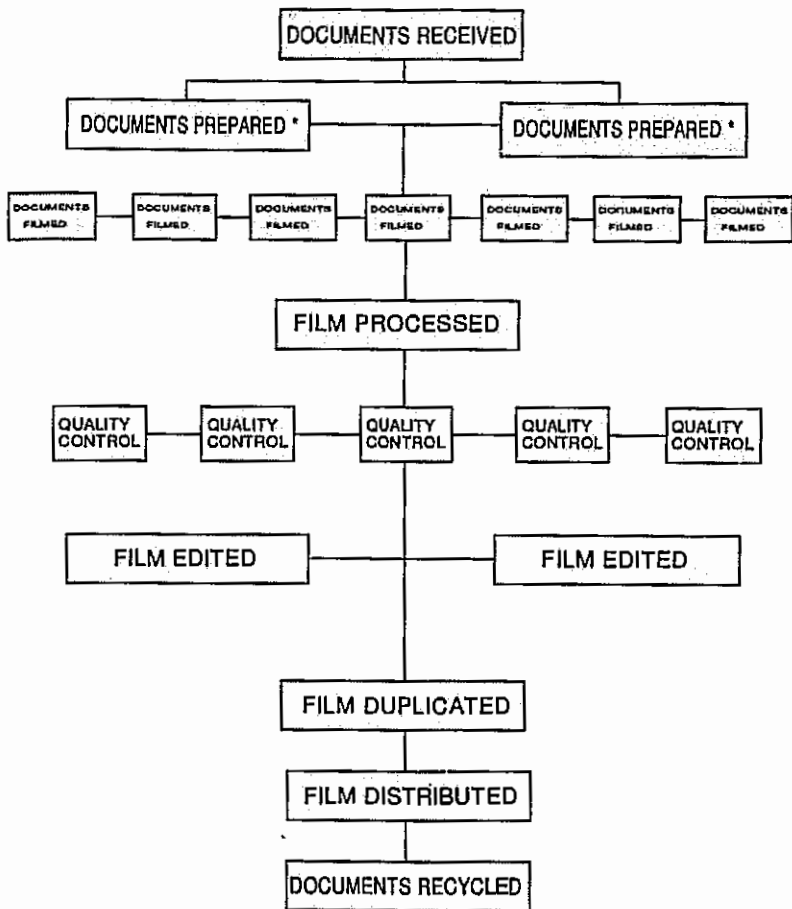 DOCUMENTS RECEIVED
DOCUMENTS PREPARED *
DOCUMENTS PREPARED *
DOCUMENTS
FILMED
DOCUMENTS
FILMED
DOCUMENTS
FILMED
DOCUMENTS
FILMED
DOCUMENTS
FILMED
DOCUMENTS
FILMED
DOCUMENTS
FILMED
FILM PROCESSED
QUALITY
CONTROL
QUALITY
CONTROL
QUALITY
CONTROL
QUALITY
CONTROL
QUALITY
CONTROL
FILM EDITED
FILM EDITED
FILM DUPLICATED
FILM DISTRIBUTED
DOCUMENTS RECYCLED